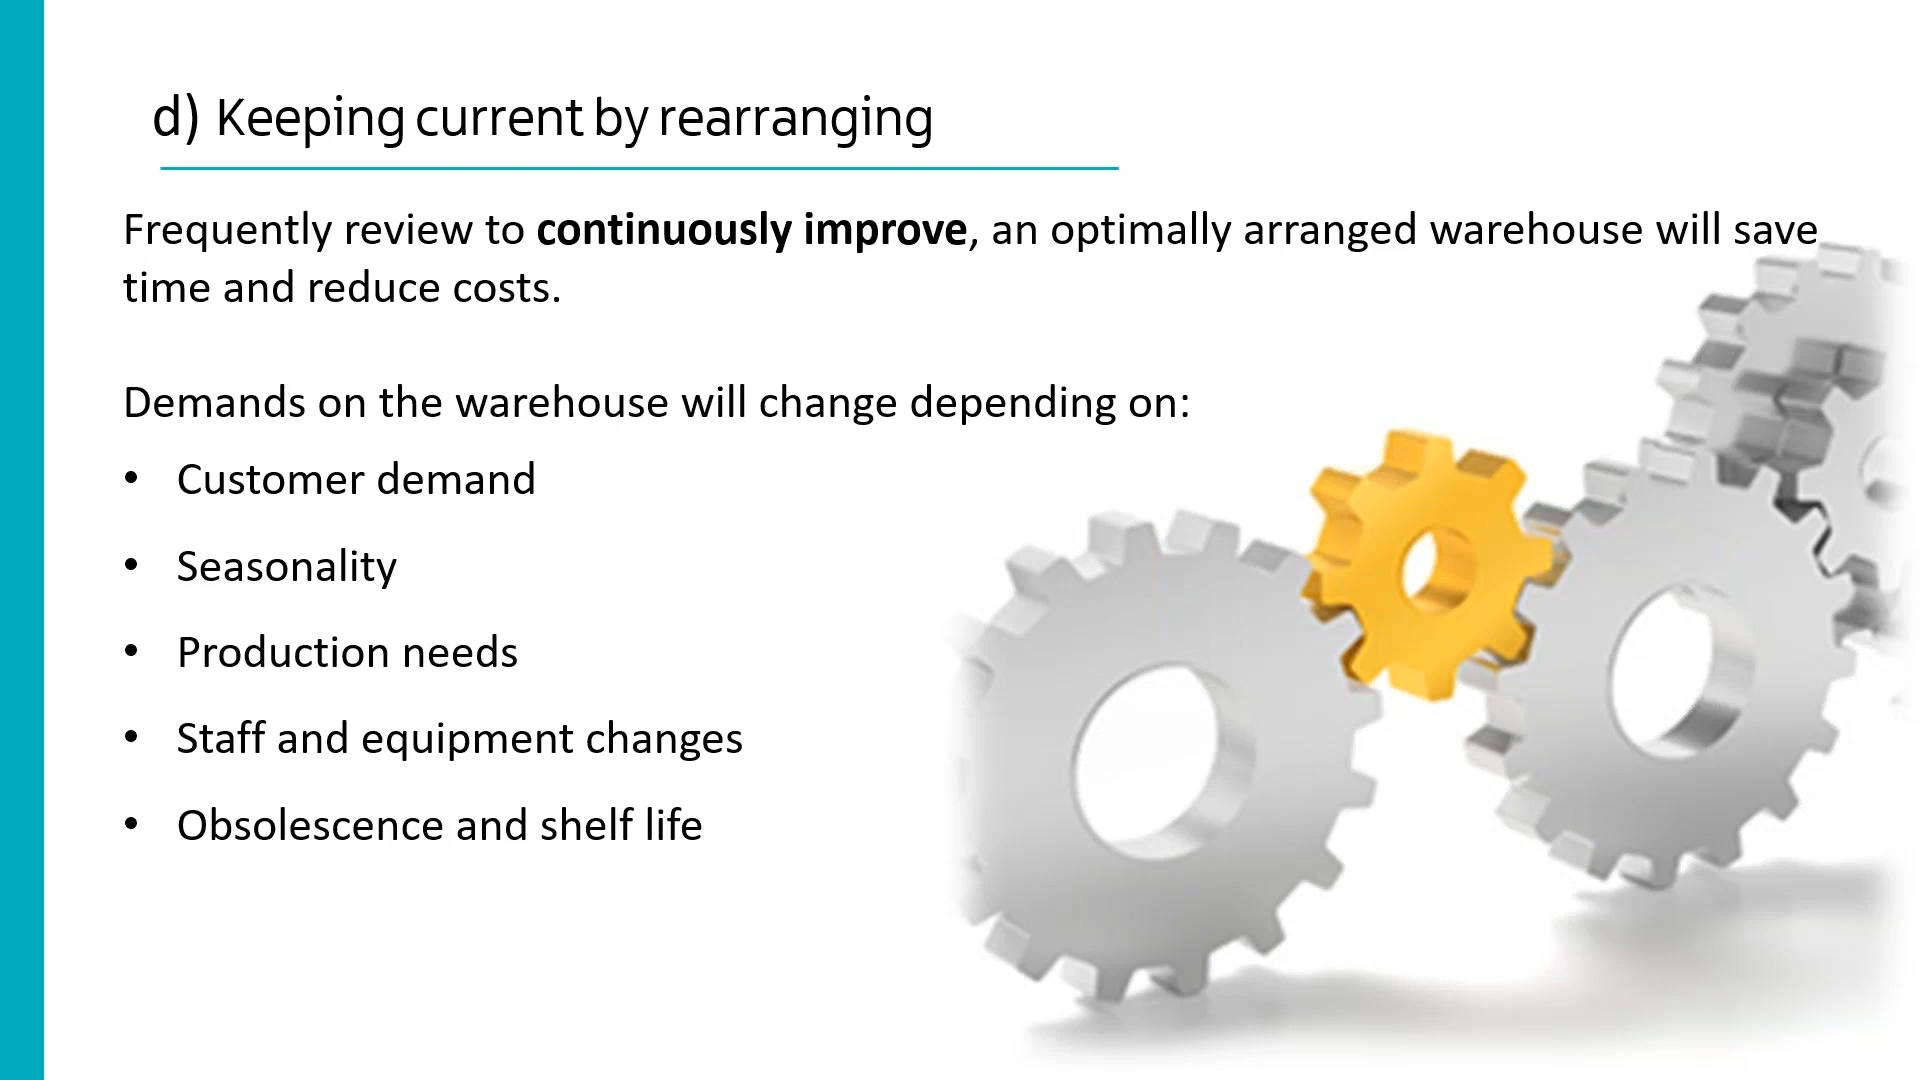 d) Keeping current by rearranging
Frequently review to continuously improve, an optimally arranged warehouse will save
time and reduce costs.
Demands on the warehouse will change depending on:
• Customer demand
• Seasonality
• Production needs
• Staff and equipment changes
• Obsolescence and shelf life